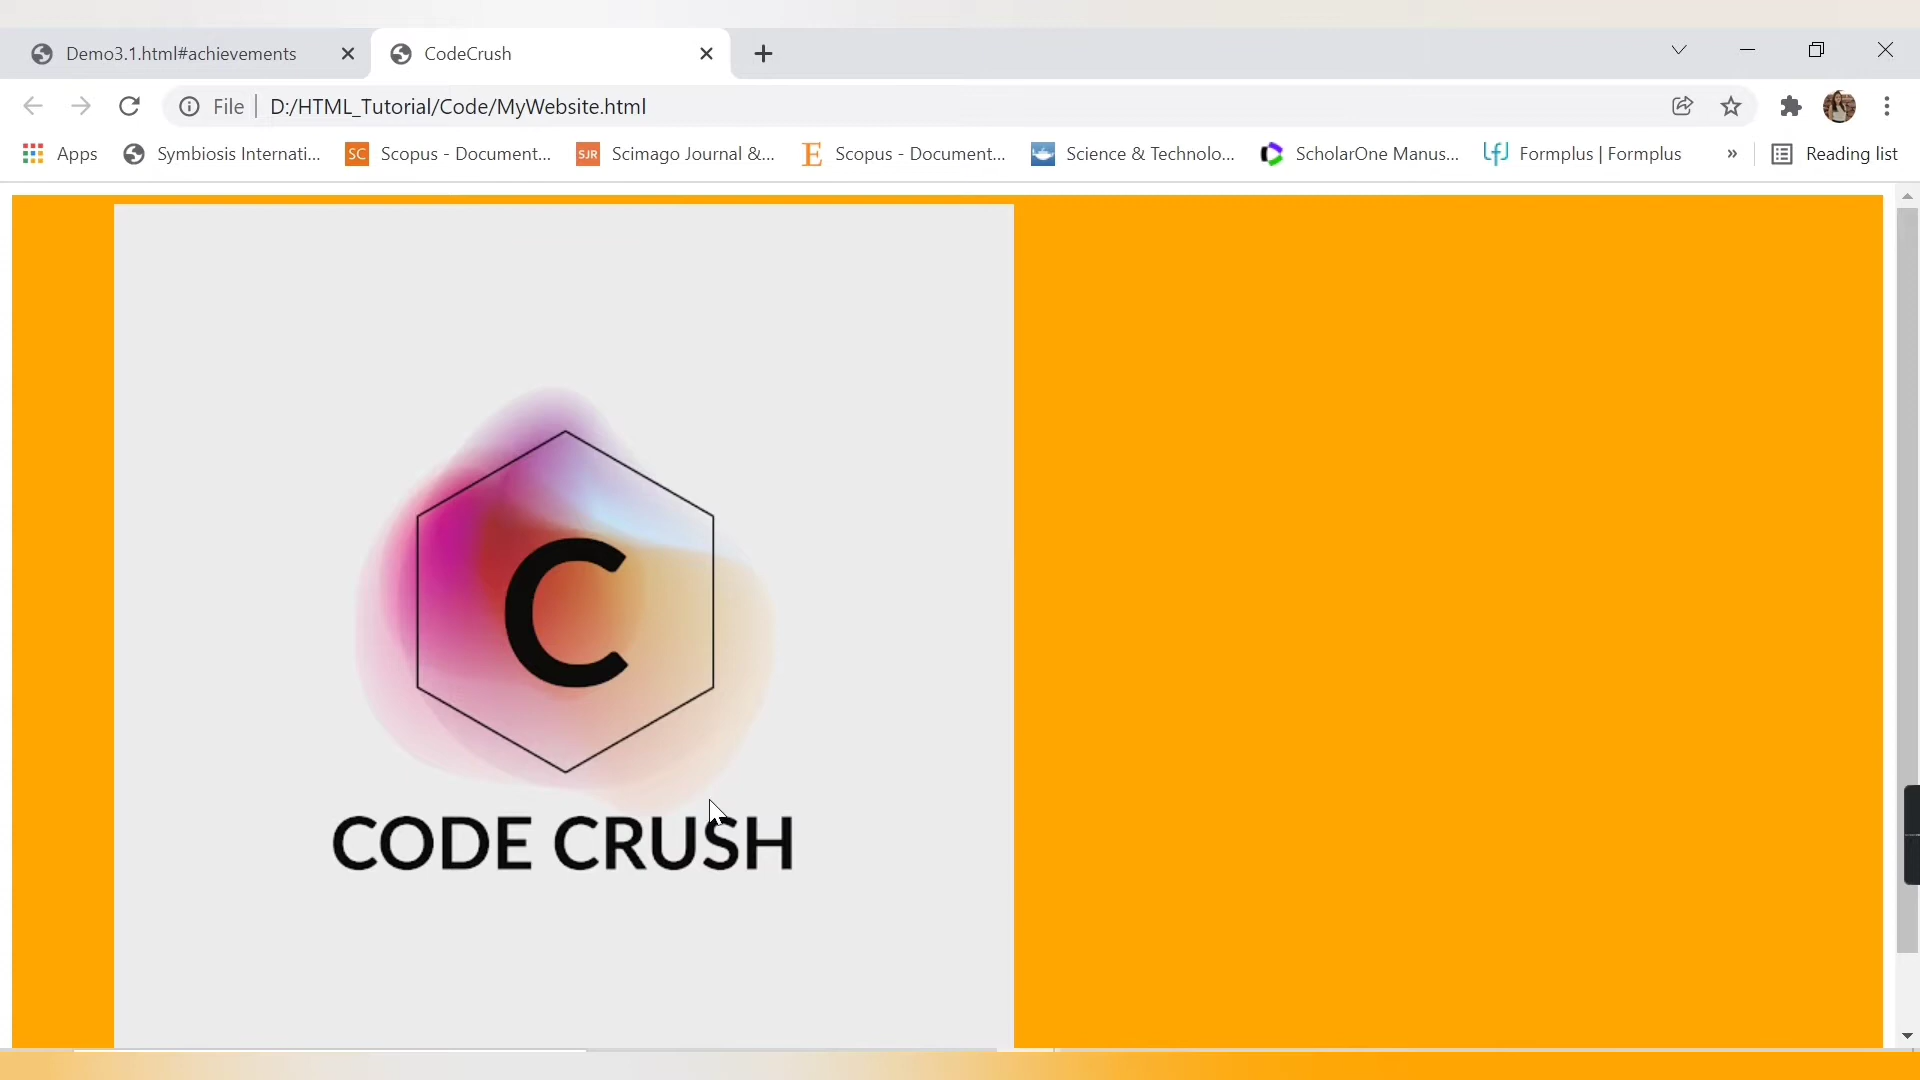 Demo3.1.html#achievements
CodeCrush
File
D:/HTML_Tutorial/Code/MyWebsite.html
Apps
Symbiosis Internati...
SC
Scopus - Document...
SJR
Scimago Journal &...
E
Scopus - Document...
Science & Technolo...
ScholarOne Manus...
Formplus | Formplus
»
Reading list
C
CODE CRUSH